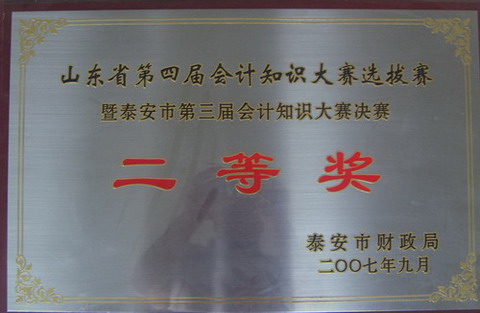 山东省第四届会计知识大赛选拔赛
暨泰安市第三届会计知识大赛决赛
二等奖
泰安市财政局
二〇〇七年九月